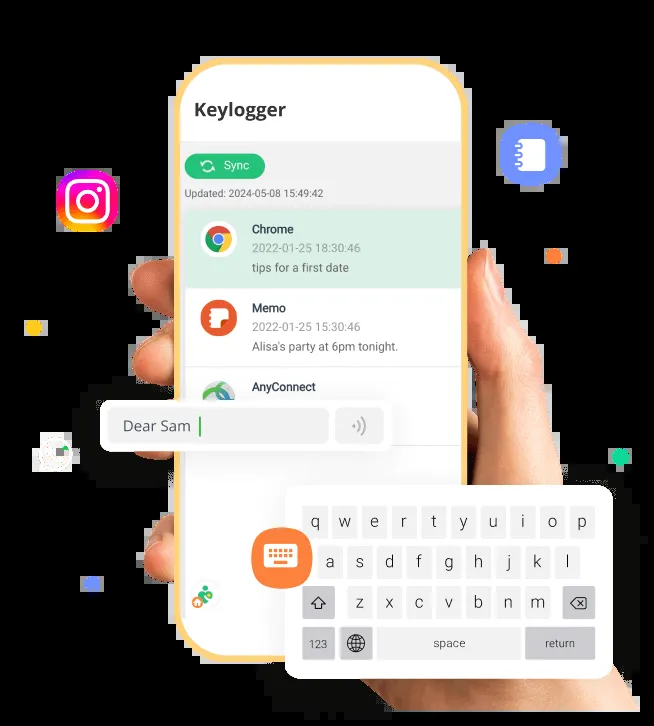 Keylogger
Sync
Updated: 2024-05-08 15:49:42
Chrome
2022-01-25 18:30:46
tips for a first date
Memo
2022-01-25 15:30:46
Alisa's party at 6pm tonight.
AnyConnect
Dear Sam
q w e r t y u i o p
a s d f g h j k l
z x c v b n m
123 space return